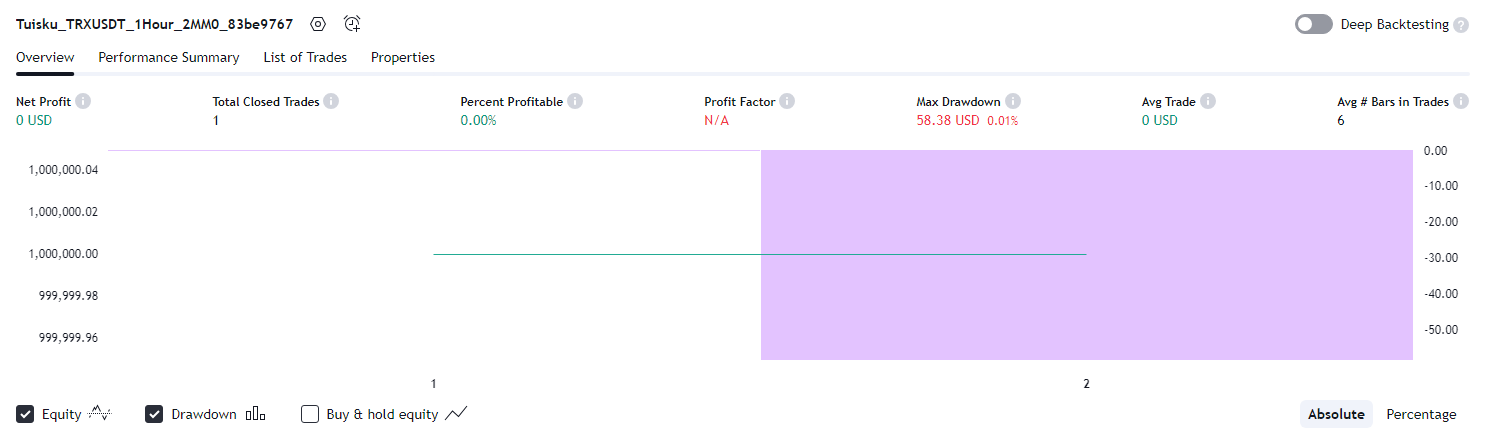 Tuisku_TRXUSDT_1Hour_2MM0_83be9767
Deep Backtesting ?
Overview Performance Summary List of Trades Properties
Net Profit Total Closed Trades Percent Profitable Profit Factor Max Drawdown Avg Trade Avg # Bars in Trades
0 USD 1 0.00% N/A 58.38 USD 0.01% 0 USD 6
1,000,000.04
1,000,000.02
1,000,000.00
999,999.98
999,999.96
0.00
-10.00
-20.00
-30.00
-40.00
-50.00
1 2
Equity Drawdown Buy & hold equity Absolute Percentage